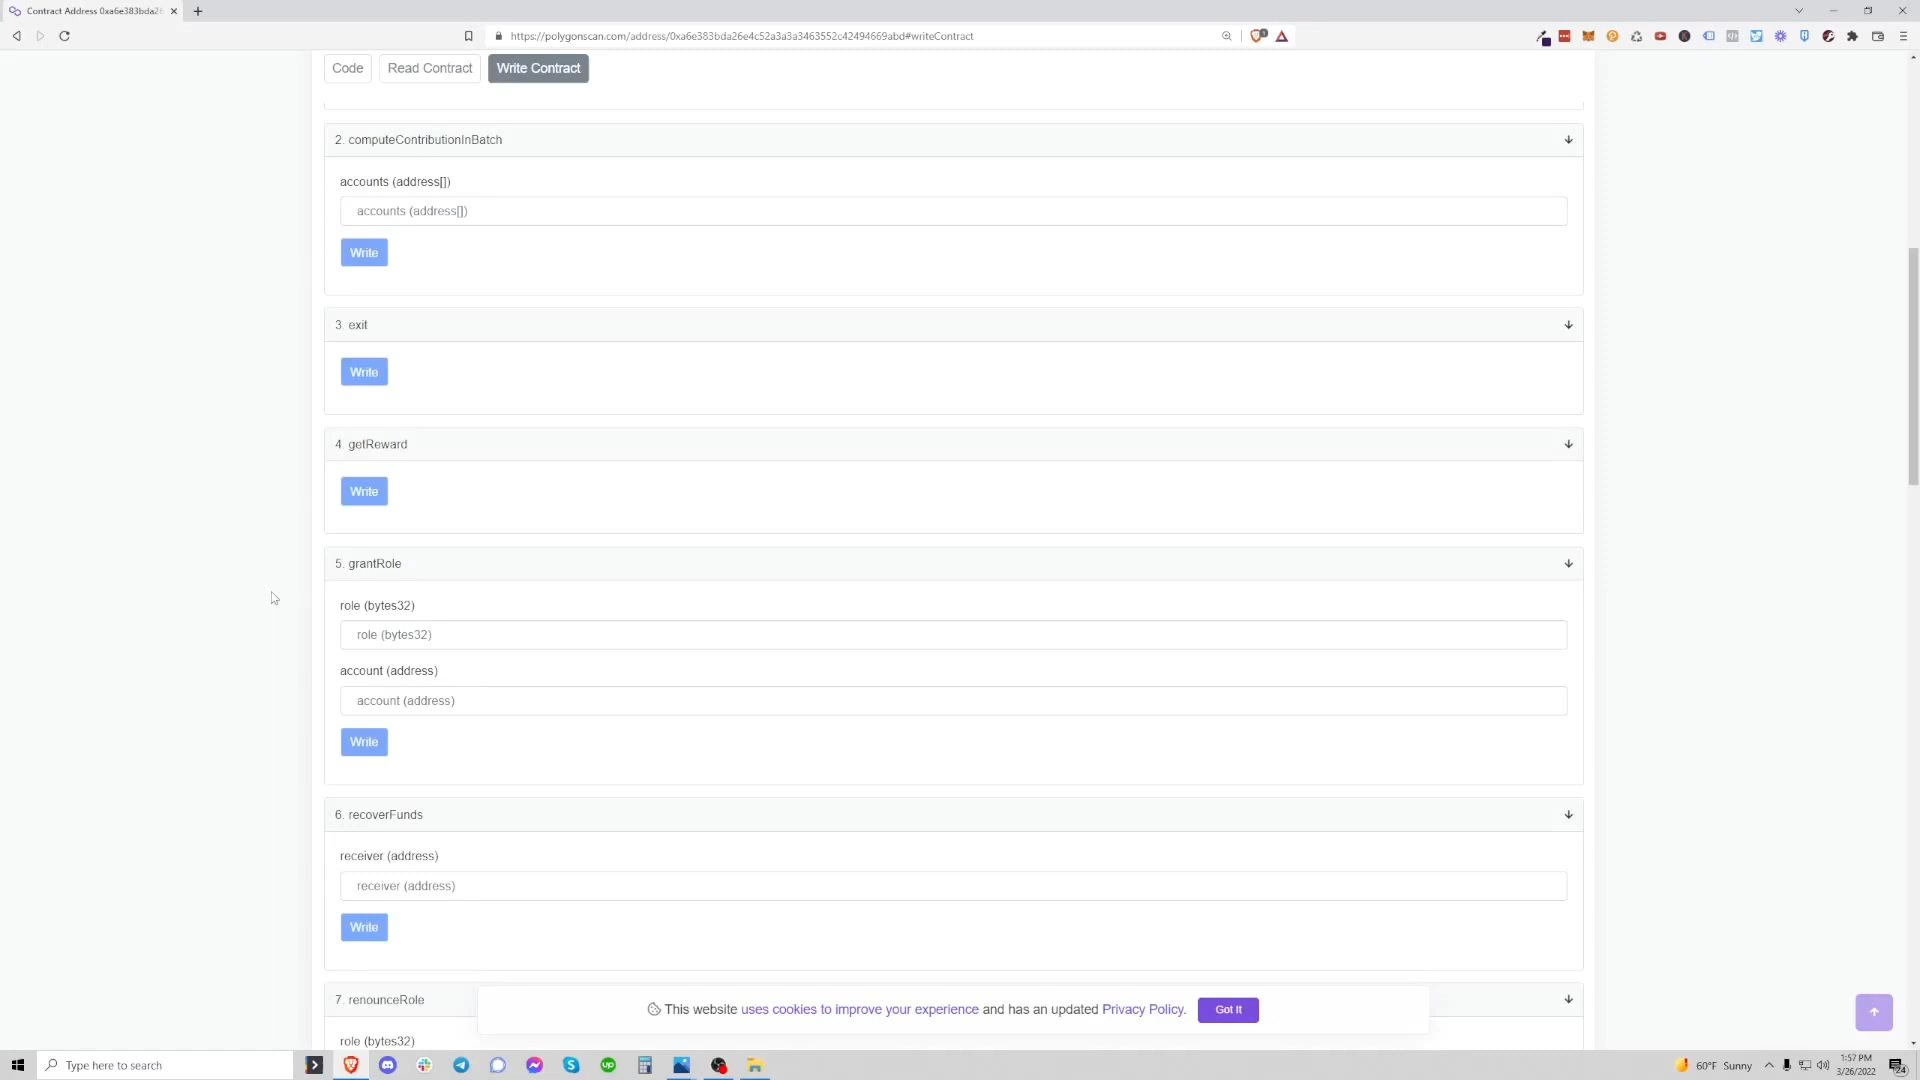 Contract Address 0xa6e383bda26
https://polygonscan.com/address/0xa6e383bda26e4c52a3a3a3463552c42494669abd#writeContract
Code
Read Contract
Write Contract
2. computeContributionInBatch
accounts (address[])
accounts (address[])
Write
3. exit
Write
4. getReward
Write
5. grantRole
role (bytes32)
role (bytes32)
account (address)
account (address)
Write
6. recoverFunds
receiver (address)
receiver (address)
Write
7. renounceRole
This website uses cookies to improve your experience and has an updated Privacy Policy.
Got It
role (bytes32)
Type here to search
60°F Sunny
1:57 PM
3/26/2022
24